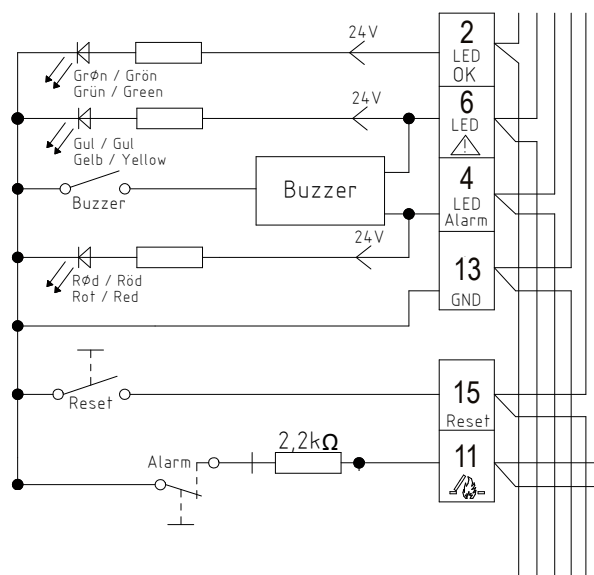 24V
2
LED
OK
GrØn / Grön
Grün / Green
24V
6
LED
Gul / Gul
Gelb / Yellow
Buzzer
Buzzer
4
LED
Alarm
24V
RØd / Röd
Rot / Red
13
GND
Reset
15
Reset
Alarm
2,2kΩ
11